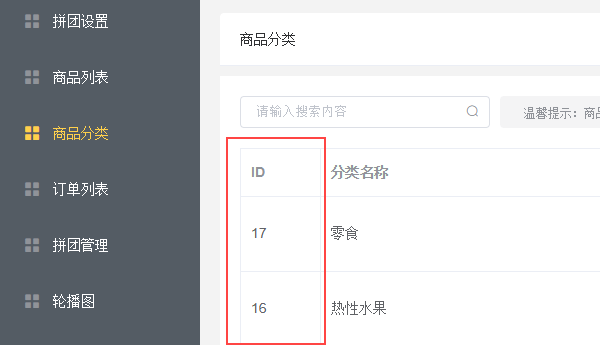 拼团设置
商品列表
商品分类
订单列表
拼团管理
轮播图
商品分类
请输入搜索内容
温馨提示：商品
ID 分类名称
17 零食
16 热性水果